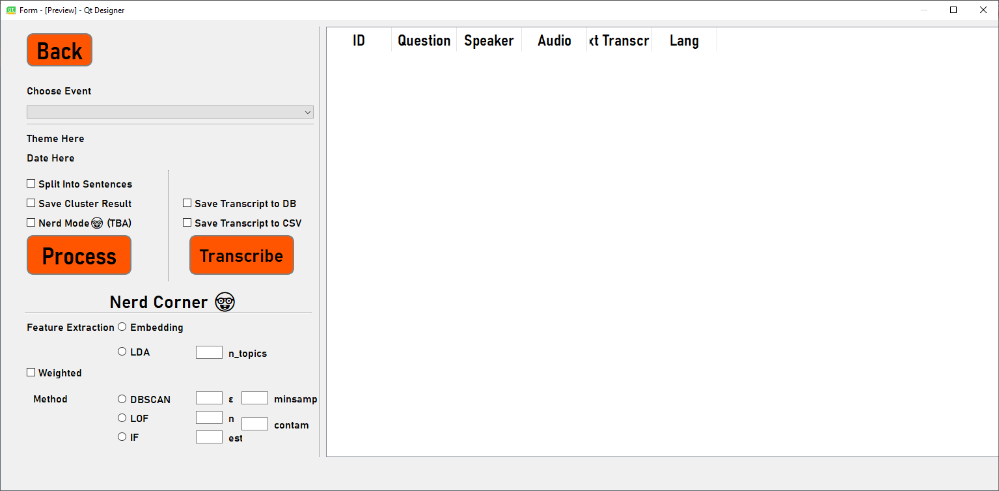 Form - [Preview] - Qt Designer
Back
Choose Event
Theme Here
Date Here
Split Into Sentences
Save Cluster Result
Save Transcript to DB
Nerd Mode🤓 (TBA)
Save Transcript to CSV
Process
Transcribe
Nerd Corner 🤓
Feature Extraction Embedding
LDA n_topics
Weighted
Method DBSCAN ε minsamp
LOF n
contam
IF est
ID Question Speaker Audio xt Transcr Lang